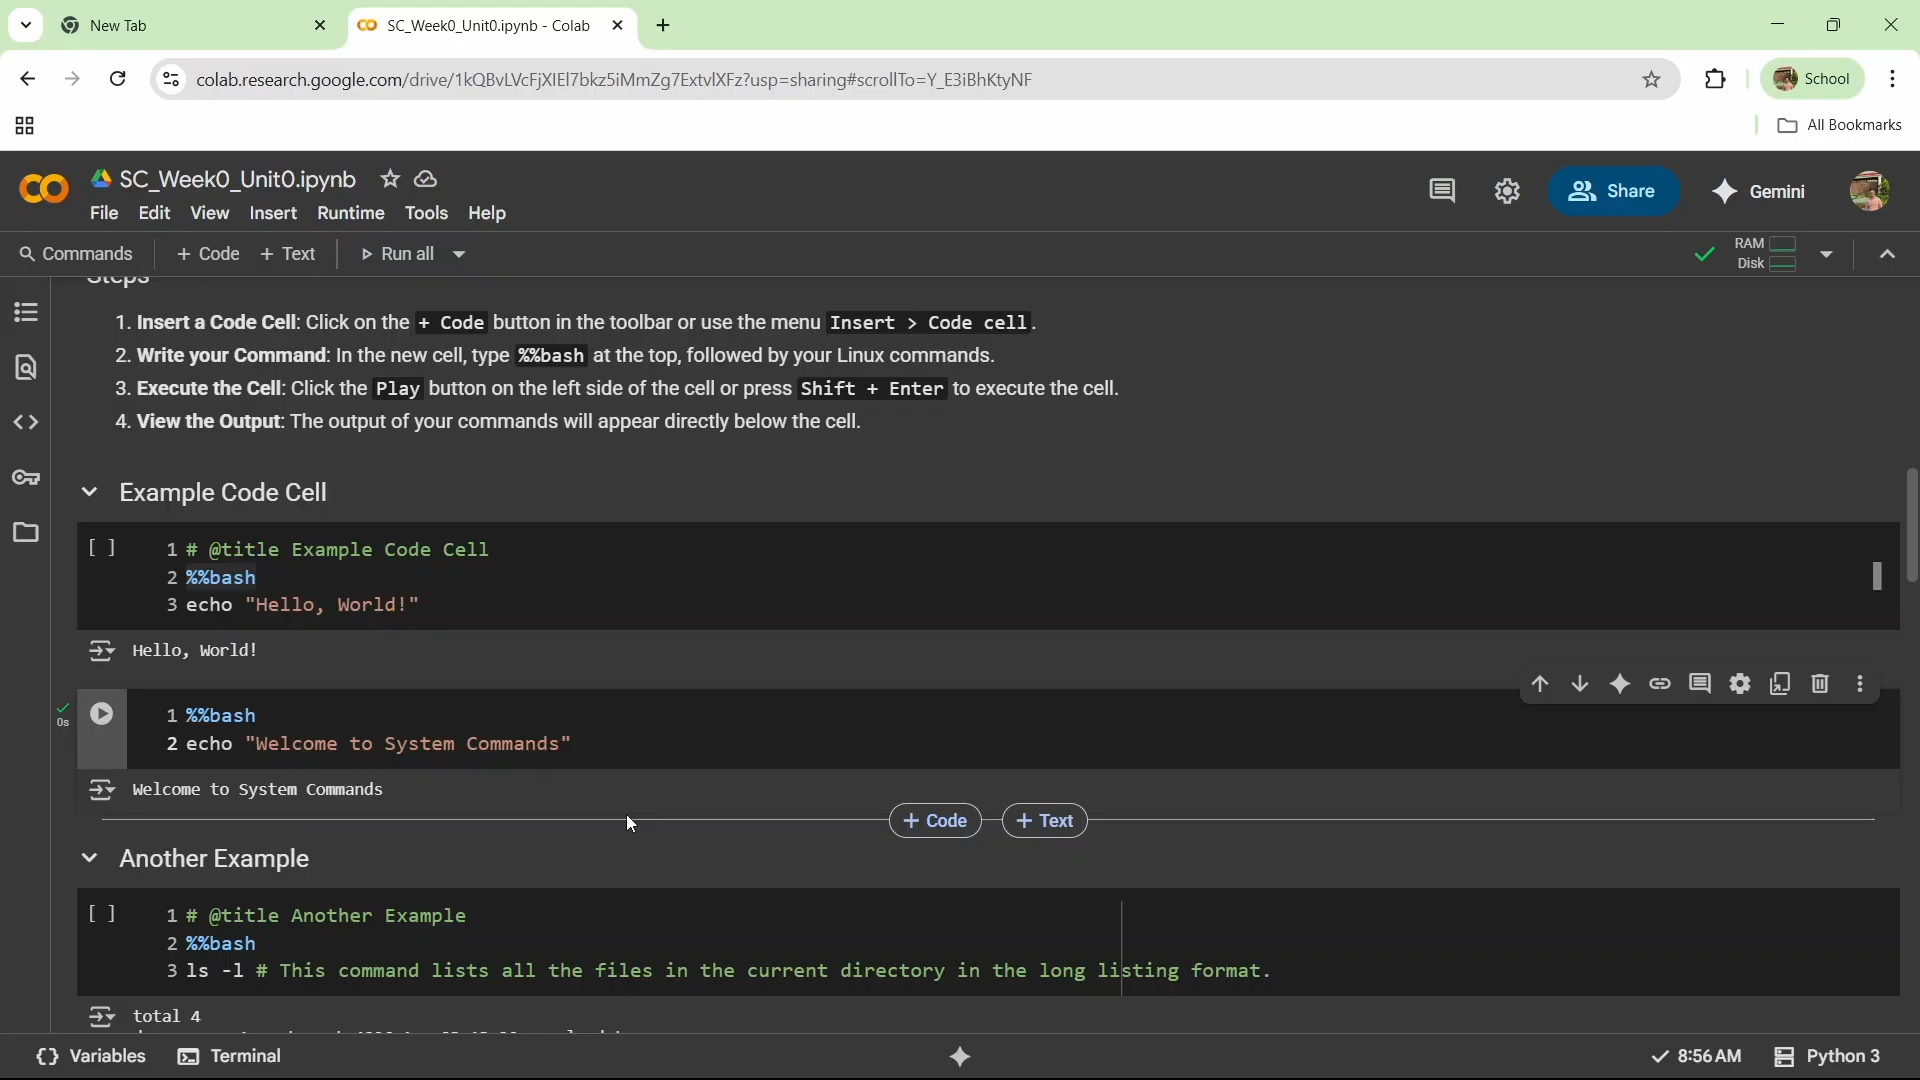 New Tab
SC_Week0_Unit0.ipynb - Colab
colab.research.google.com/drive/1kQBvLVcFjXIEl7bkz5iMmZg7ExtvlXFz?usp=sharing#scrollTo=Y_E3iBhKtyNF
School
All Bookmarks
SC_Week0_Unit0.ipynb
Share
Gemini
File Edit View Insert Runtime Tools Help
Commands + Code + Text Run all
RAM
Disk
Steps
1. Insert a Code Cell: Click on the + Code button in the toolbar or use the menu Insert > Code cell.
2. Write your Command: In the new cell, type %%bash at the top, followed by your Linux commands.
3. Execute the Cell: Click the Play button on the left side of the cell or press Shift + Enter to execute the cell.
4. View the Output: The output of your commands will appear directly below the cell.
Example Code Cell
[ ] 1 # @title Example Code Cell
2 %%bash
3 echo "Hello, World!"
Hello, World!
0s
1 %%bash
2 echo "Welcome to System Commands"
Welcome to System Commands
+ Code + Text
Another Example
[ ] 1 # @title Another Example
2 %%bash
3 ls -l # This command lists all the files in the current directory in the long listing format.
total 4
Variables Terminal 8:56 AM Python 3